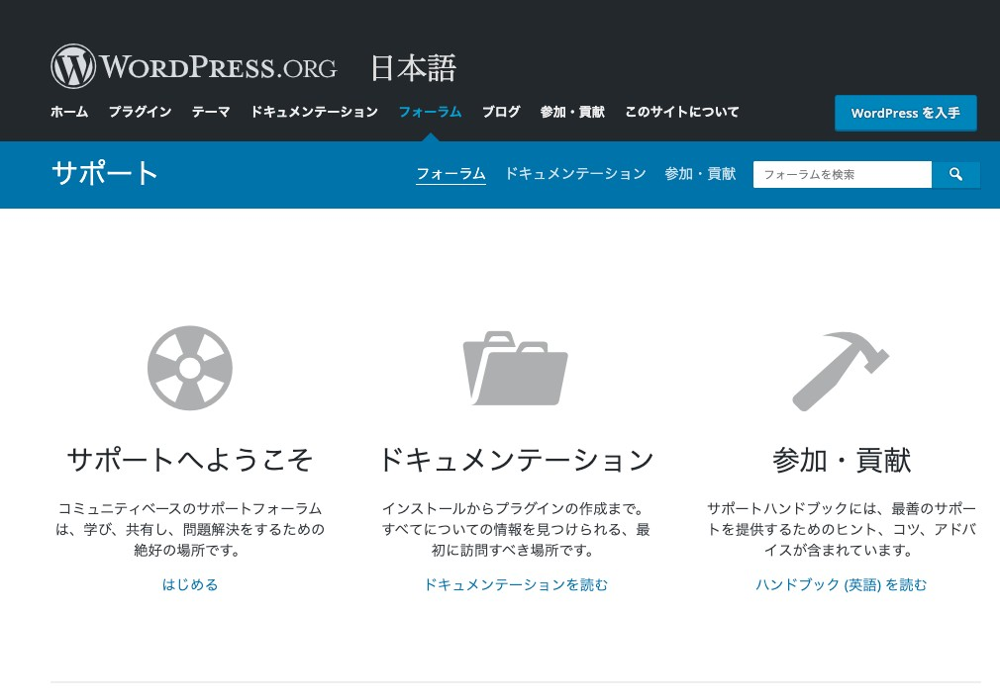 WORDPRESS.ORG 日本語
ホーム プラグイン テーマ ドキュメンテーション フォーラム ブログ 参加・貢献 このサイトについて WordPress を入手
サポート フォーラム ドキュメンテーション 参加・貢献 フォーラムを検索
サポートへようこそ
コミュニティベースのサポートフォーラム
は、学び、共有し、問題解決をするための
絶好の場所です。
はじめる
ドキュメンテーション
インストールからプラグインの作成まで。
すべてについての情報を見つけられる、最
初に訪問すべき場所です。
ドキュメンテーションを読む
参加・貢献
サポートハンドブックには、最善のサポー
トを提供するためのヒント、コツ、アドバ
イスが含まれています。
ハンドブック (英語) を読む